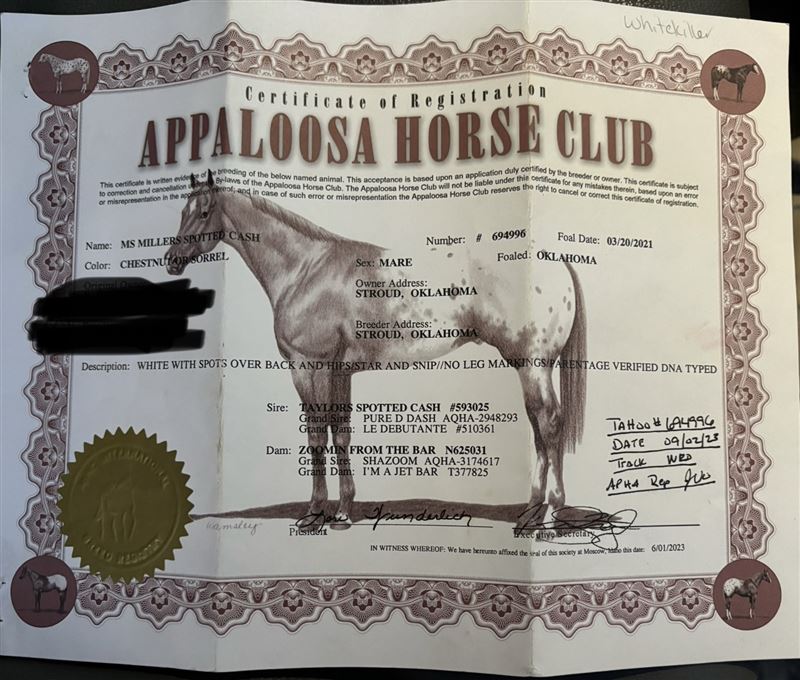 Whitekiller
Certificate of Registration
APPALOOSA HORSE CLUB
This certificate is written evidence of the breeding of the below named animal. This acceptance is based upon an application duly certified by the breeder or owner. This certificate is subject
to correction and cancellation by-laws of the Appaloosa Horse Club. The Appaloosa Horse Club will not be liable under this certificate for any mistakes therein, based upon an error
or misrepresentation in the application and in case of such error or misrepresentation the Appaloosa Horse Club reserves the right to cancel or correct this certificate of registration.
Name: MS MILLERS SPOTTED CASH Number: # 694996 Foal Date: 03/20/2021
Color: CHESTNUT OR SORREL Sex: MARE Foaled: OKLAHOMA
Owner Address:
STROUD, OKLAHOMA
Breeder Address:
STROUD, OKLAHOMA
Description: WHITE WITH SPOTS OVER BACK AND HIPS/STAR AND SNIP//NO LEG MARKINGS/PARENTAGE VERIFIED DNA TYPED
Sire: TAYLORS SPOTTED CASH #593025
Grand Sire: PURE D DASH AQHA-2948293
Grand Dam: LE DEBUTANTE #510361
Dam: ZOOMIN FROM THE BAR N625031
Grand Sire: SHAZOOM AQHA-3174617
Grand Dam: I'M A JET BAR T377825
Tattoo # 694996
Date 09/02/23
Track WRD
APHA Rep
Ramsley
Lori Wunderlich
President
Executive Secretary
IN WITNESS WHEREOF: We have hereunto affixed the seal of this society at Moscow, Idaho this date: 6/01/2023